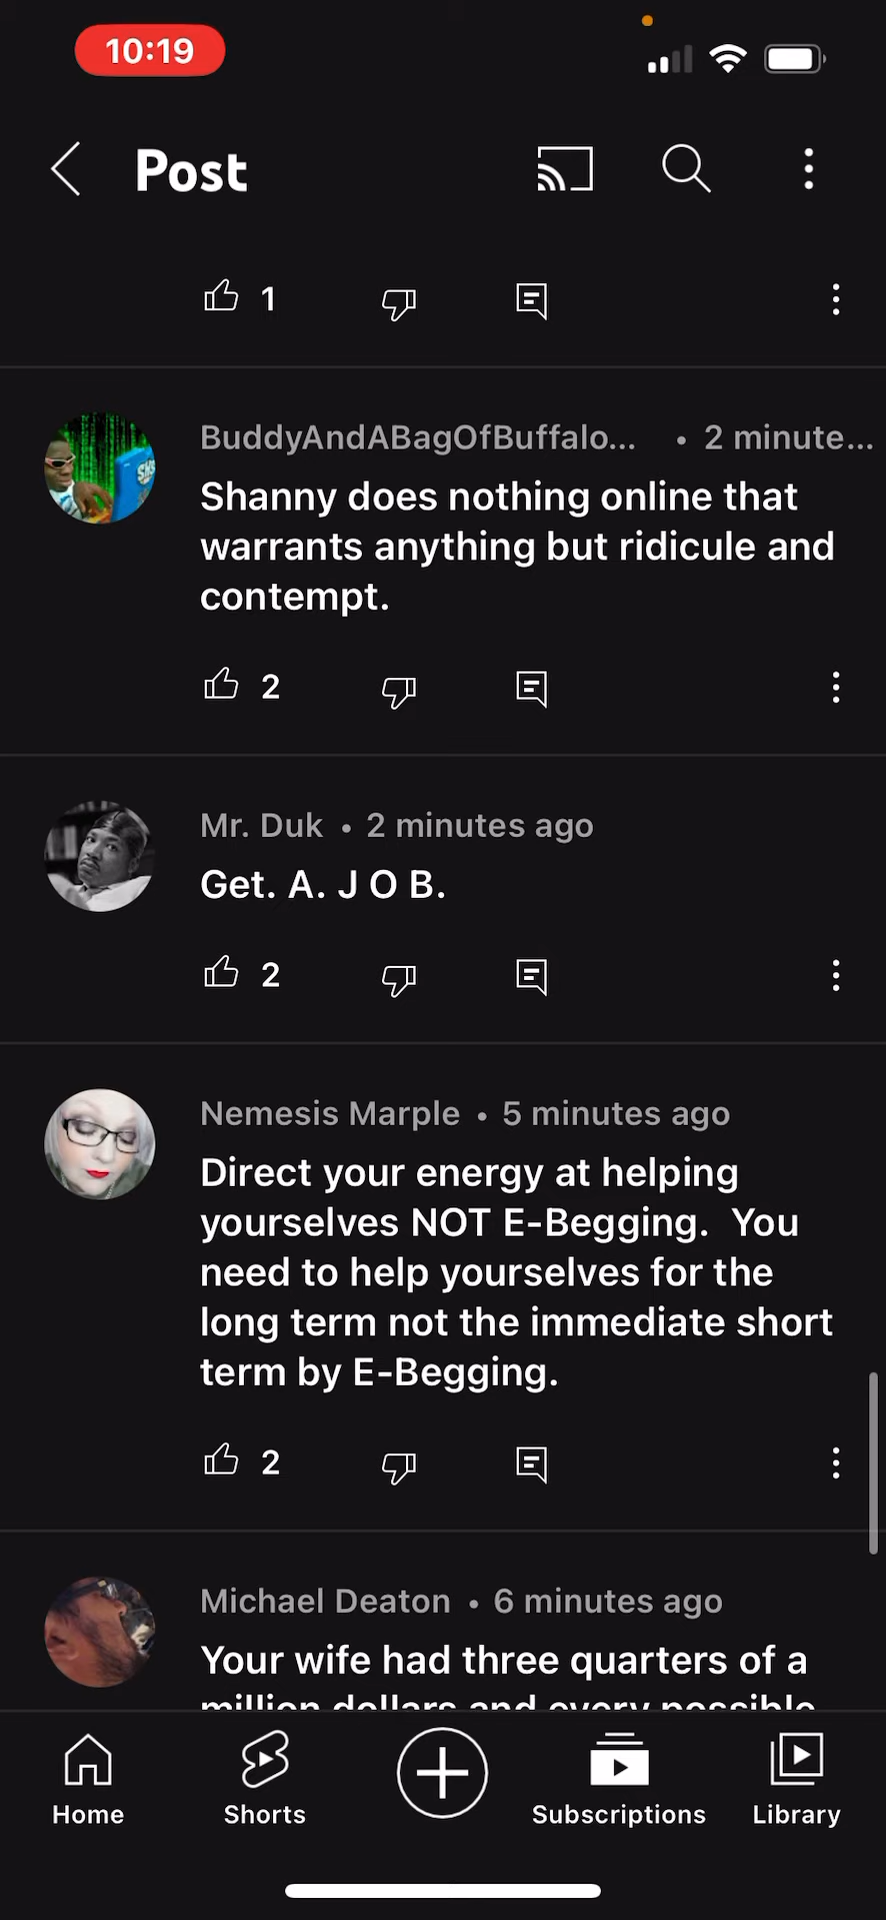 10:19
Post
1
BuddyAndABagOfBuffalo... • 2 minute...
Shanny does nothing online that
warrants anything but ridicule and
contempt.
2
Mr. Duk • 2 minutes ago
Get. A. J O B.
2
Nemesis Marple • 5 minutes ago
Direct your energy at helping
yourselves NOT E-Begging.  You
need to help yourselves for the
long term not the immediate short
term by E-Begging.
2
Michael Deaton • 6 minutes ago
Your wife had three quarters of a
million dollars and every possible
Home
Shorts
Subscriptions
Library